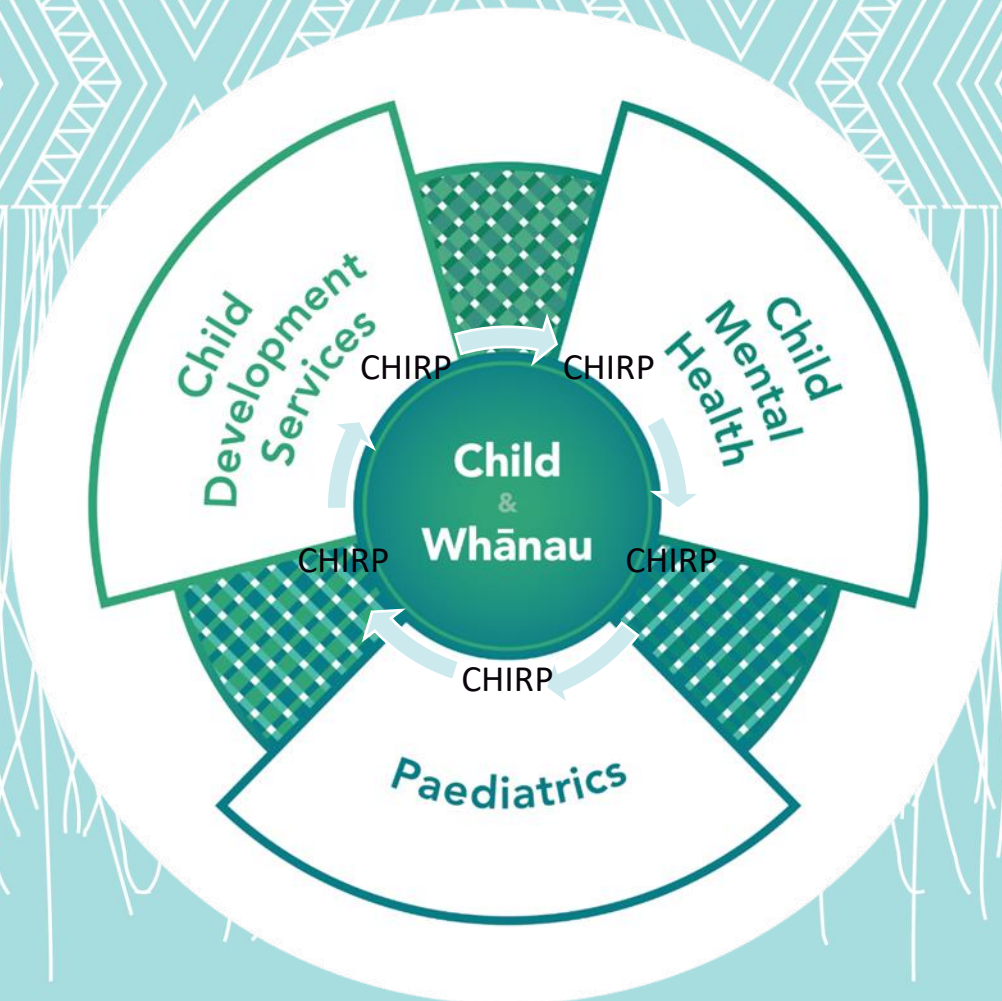 Child
Development
Services
Child
Mental
Health
CHIRP
CHIRP
Child
&
Whānau
CHIRP
CHIRP
CHIRP
Paediatrics